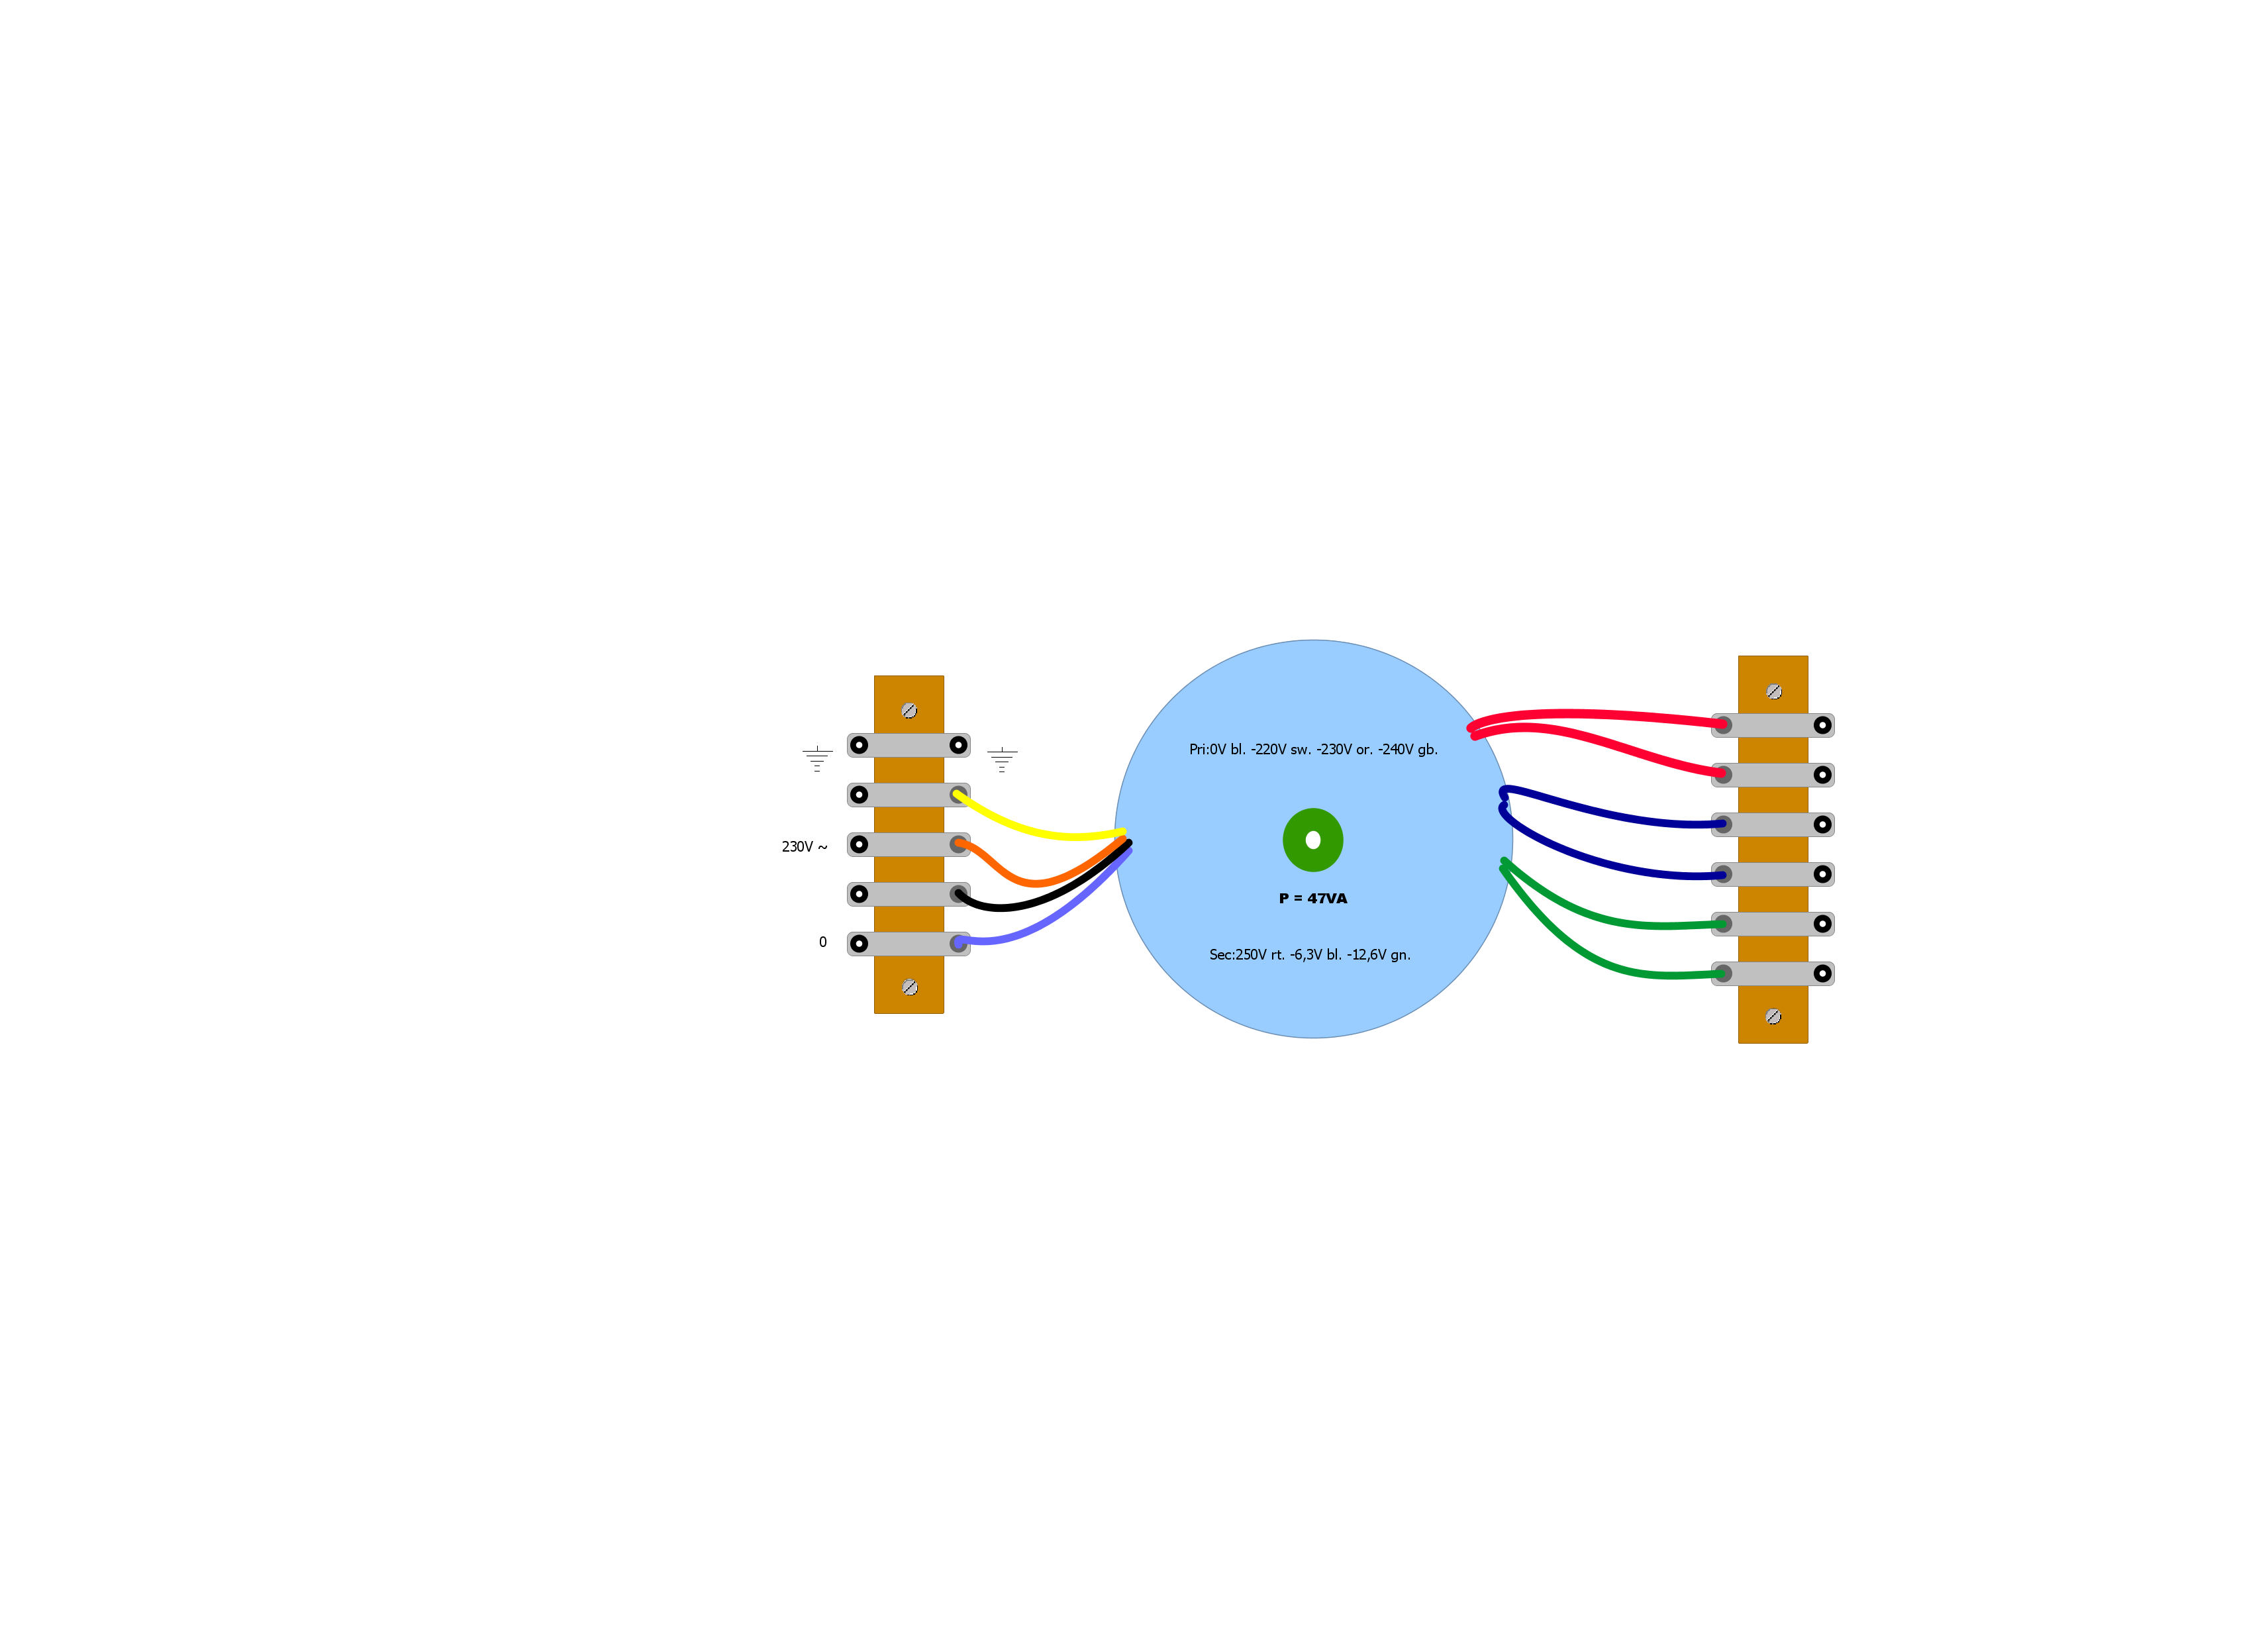 Pri:0V bl. -220V sw. -230V or. -240V gb.
230V ~
P = 47VA
0
Sec:250V rt. -6,3V bl. -12,6V gn.